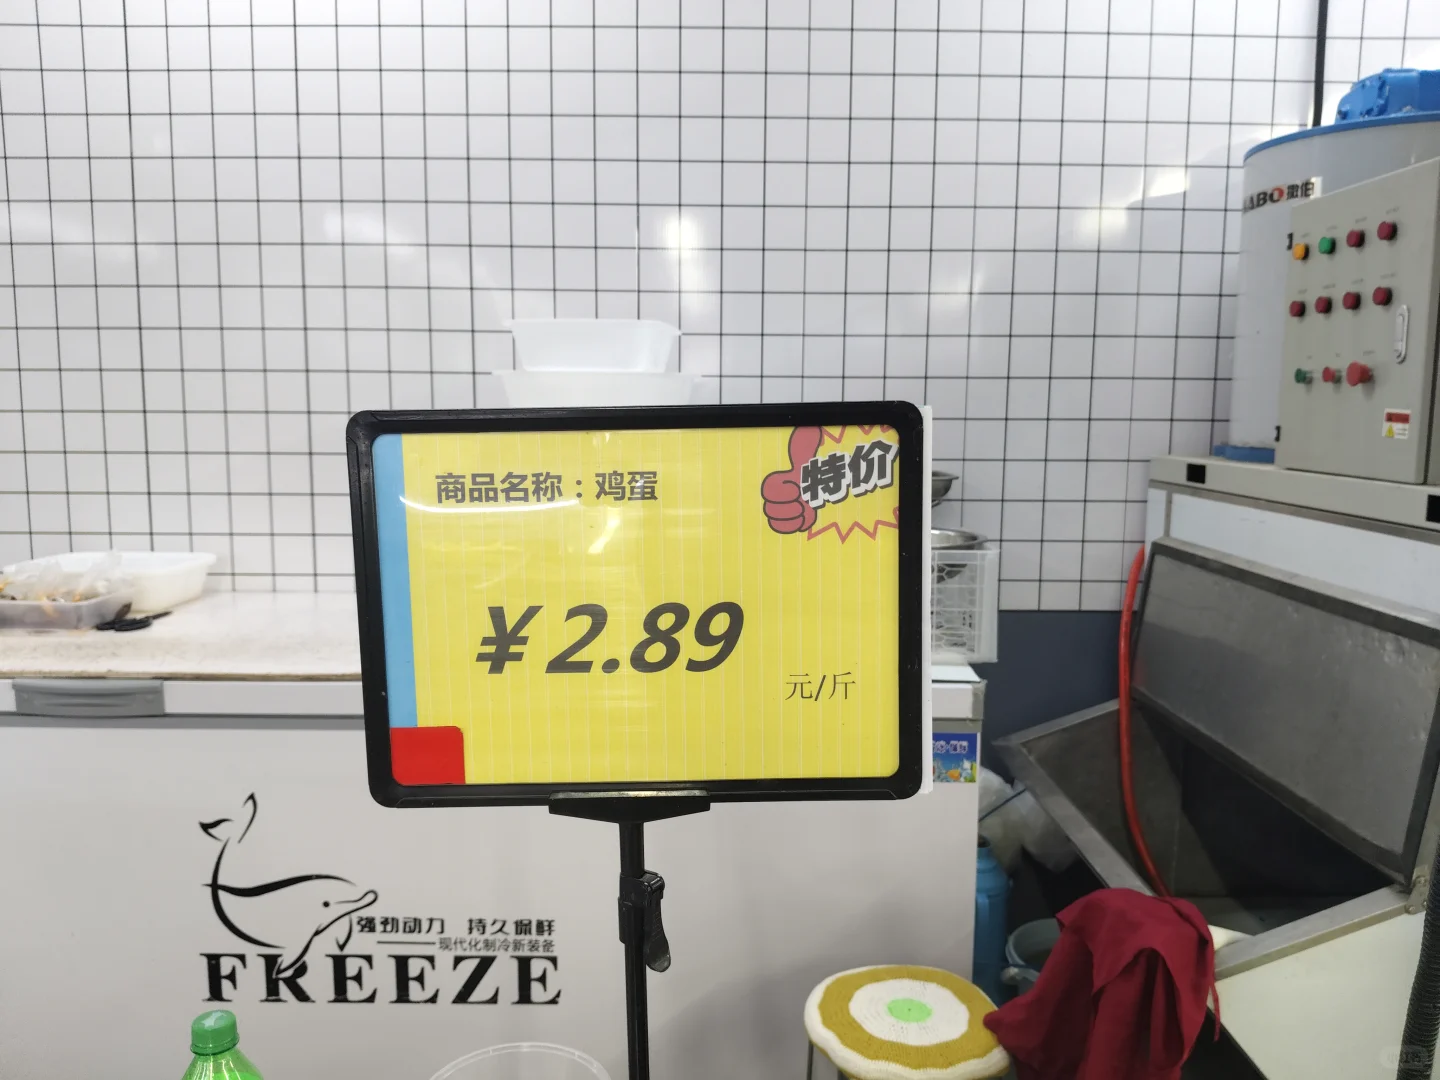 商品名称：鸡蛋
特价
¥2.89
元/斤
强劲动力 持久保鲜
现代化制冷新装备
FREEZE